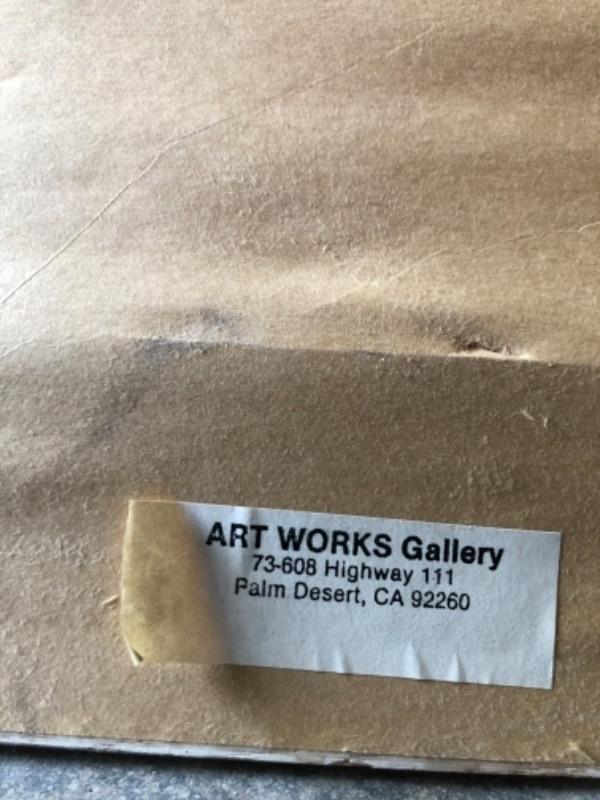 ART WORKS Gallery
73-608 Highway 111
Palm Desert, CA 92260